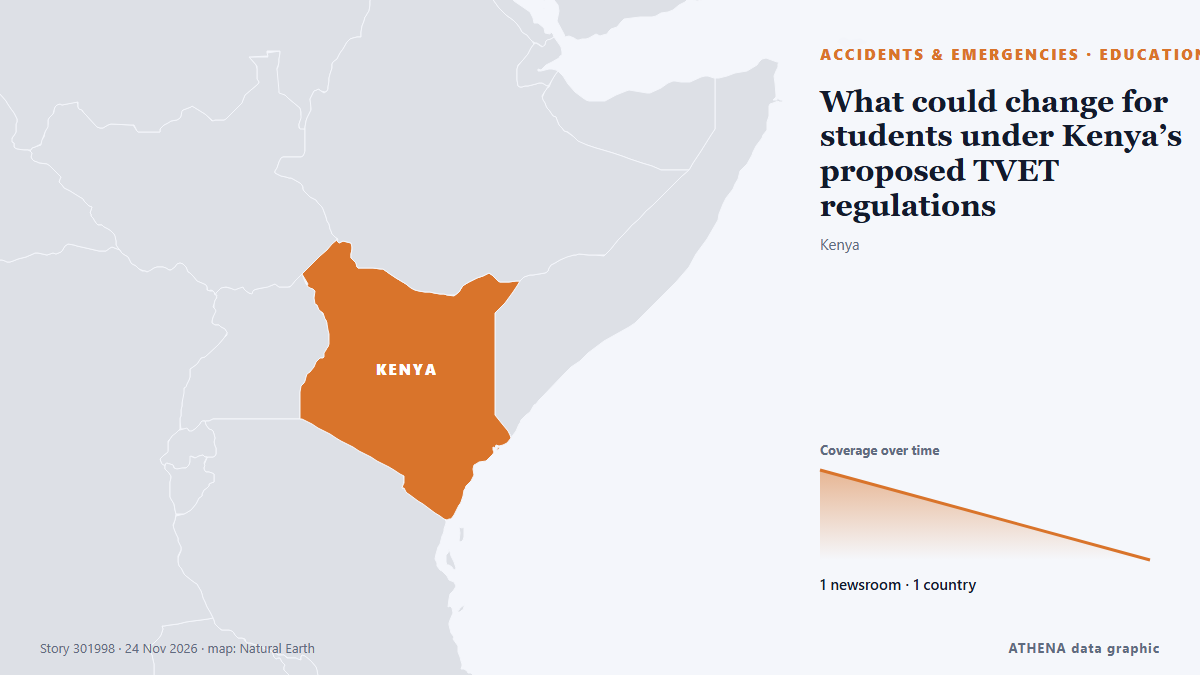 ACCIDENTS & EMERGENCIES · EDUCATION
What could change for
students under Kenya’s
proposed TVET
regulations
Kenya
KENYA
Coverage over time
1 newsroom · 1 country
Story 301998 · 24 Nov 2026 · map: Natural Earth
ATHENA data graphic